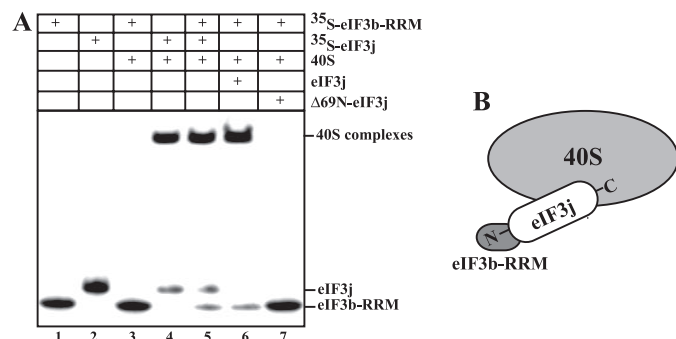 A
+ + + + + 35S-eIF3b-RRM
+ + + 35S-eIF3j
+ + + + + 40S
+ eIF3j
+ Δ69N-eIF3j
40S complexes
eIF3j
eIF3b-RRM
1 2 3 4 5 6 7
B
40S
C
eIF3j
N
eIF3b-RRM